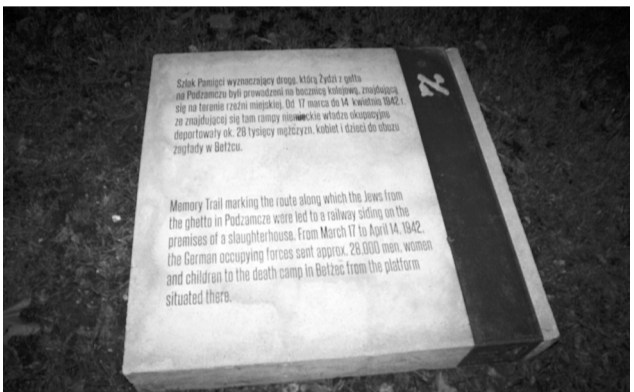 Szlak Pamięci wyznaczający drogę, którą Żydzi z getta
na Podzamczu byli prowadzeni na bocznicę kolejową, znajdującą
się na terenie rzeźni miejskiej. Od 17 marca do 14 kwietnia 1942 r.
ze znajdującej się tam rampy niemieckie władze okupacyjne
deportowały ok. 28 tysięcy mężczyzn, kobiet i dzieci do obozu
zagłady w Bełżcu.
Memory Trail marking the route along which the Jews from
the ghetto in Podzamcze were led to a railway siding on the
premises of a slaughterhouse. From March 17 to April 14, 1942,
the German occupying forces sent approx. 28,000 men, women
and children to the death camp in Bełżec from the platform
situated there.
א